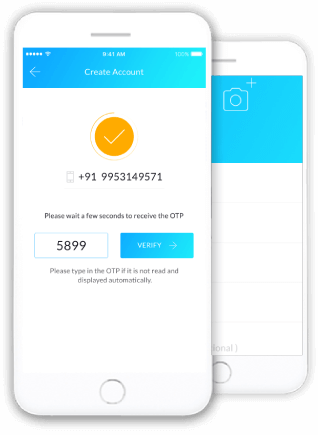 9:41 AM 100%
Create Account
+91 9953149571
Please wait a few seconds to receive the OTP
5899 VERIFY
Please type in the OTP if it is not read and
displayed automatically.
ional )